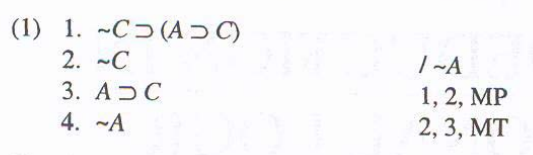 (1) 1. ~C ⊃ (A ⊃ C)
2. ~C / ~A
3. A ⊃ C 1, 2, MP
4. ~A 2, 3, MT